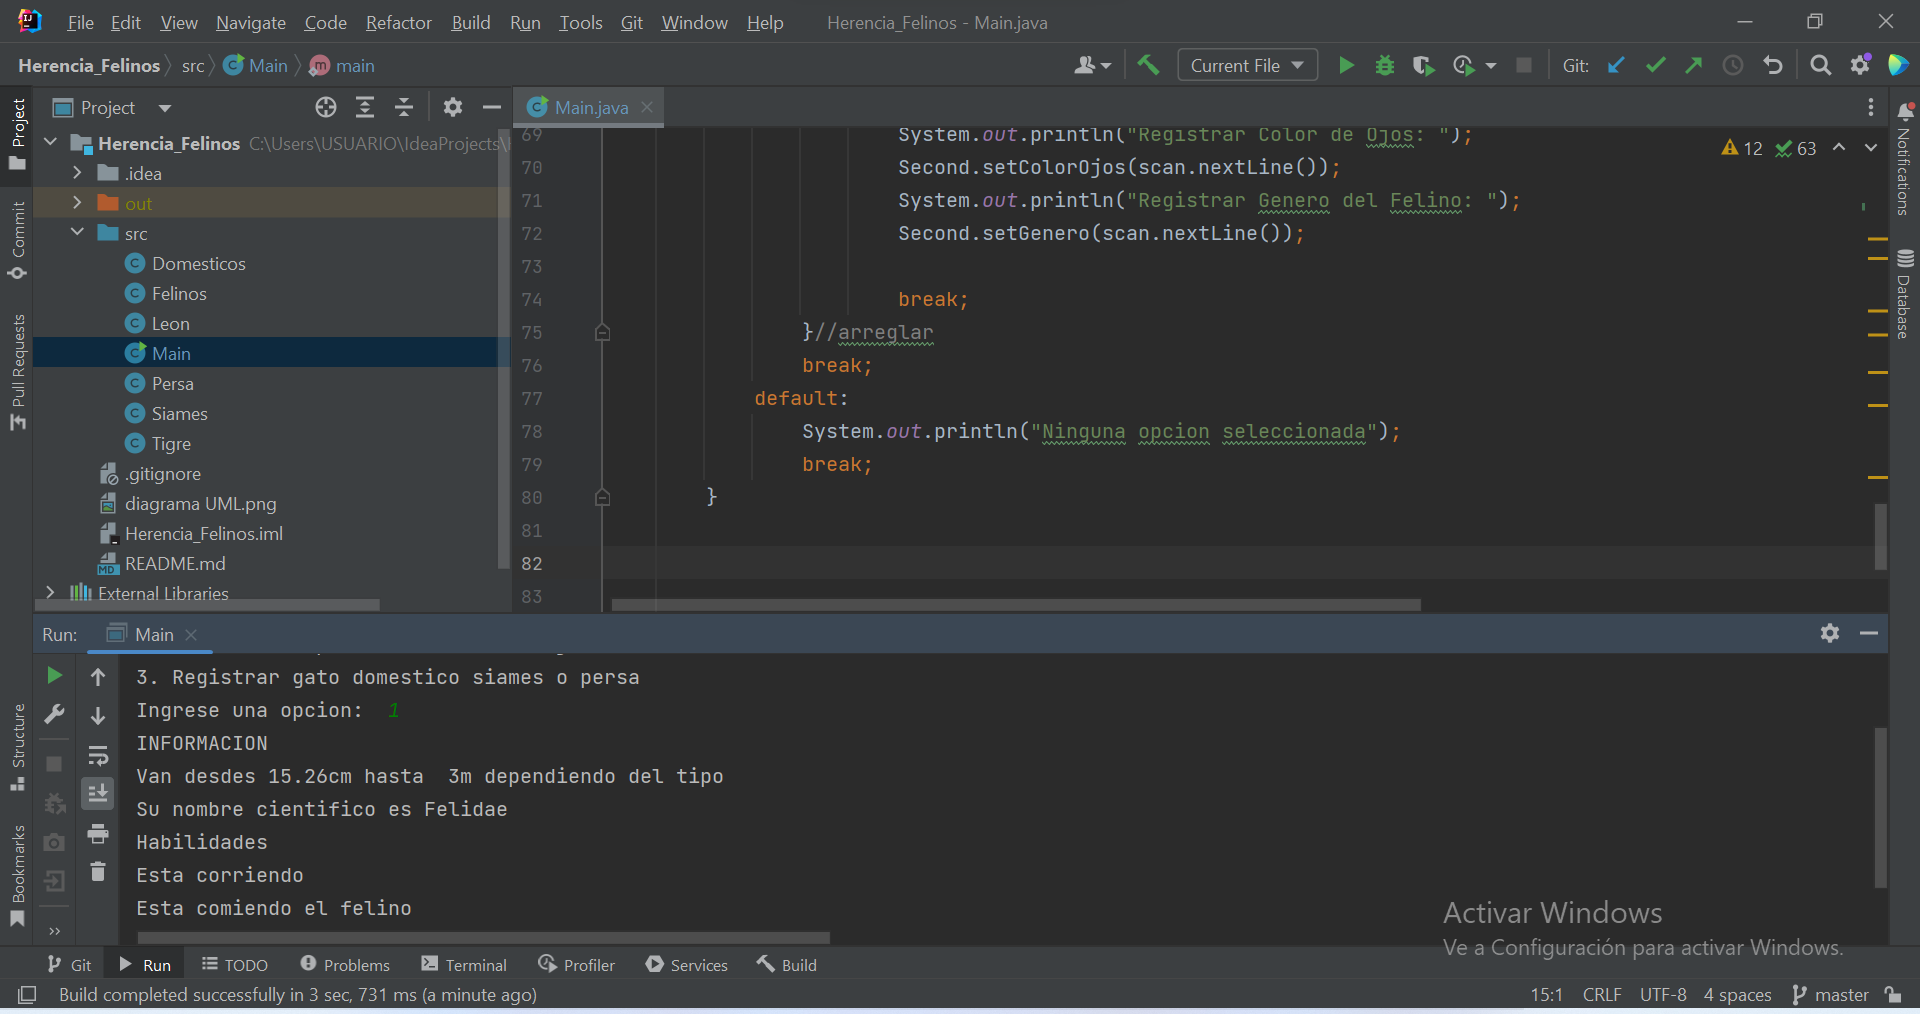 File Edit View Navigate Code Refactor Build Run Tools Git Window Help Herencia_Felinos - Main.java
Herencia_Felinos src Main main Current File Git:
Project Main.java
Herencia_Felinos C:\Users\USUARIO\IdeaProjects\
.idea
out
src
Domesticos
Felinos
Leon
Main
Persa
Siames
Tigre
.gitignore
diagrama UML.png
Herencia_Felinos.iml
README.md
External Libraries
69 System.out.println("Registrar Color de Ojos: ");
70 Second.setColorOjos(scan.nextLine());
71 System.out.println("Registrar Genero del Felino: ");
72 Second.setGenero(scan.nextLine());
73
74 break;
75 }//arreglar
76 break;
77 default:
78 System.out.println("Ninguna opcion seleccionada");
79 break;
80 }
81
82
83
12 63
Project
Commit
Pull Requests
Structure
Bookmarks
Notifications
Database
Run: Main
3. Registrar gato domestico siames o persa
Ingrese una opcion: 1
INFORMACION
Van desdes 15.26cm hasta 3m dependiendo del tipo
Su nombre cientifico es Felidae
Habilidades
Esta corriendo
Esta comiendo el felino
Activar Windows
Ve a Configuración para activar Windows.
Git Run TODO Problems Terminal Profiler Services Build
Build completed successfully in 3 sec, 731 ms (a minute ago) 15:1 CRLF UTF-8 4 spaces master